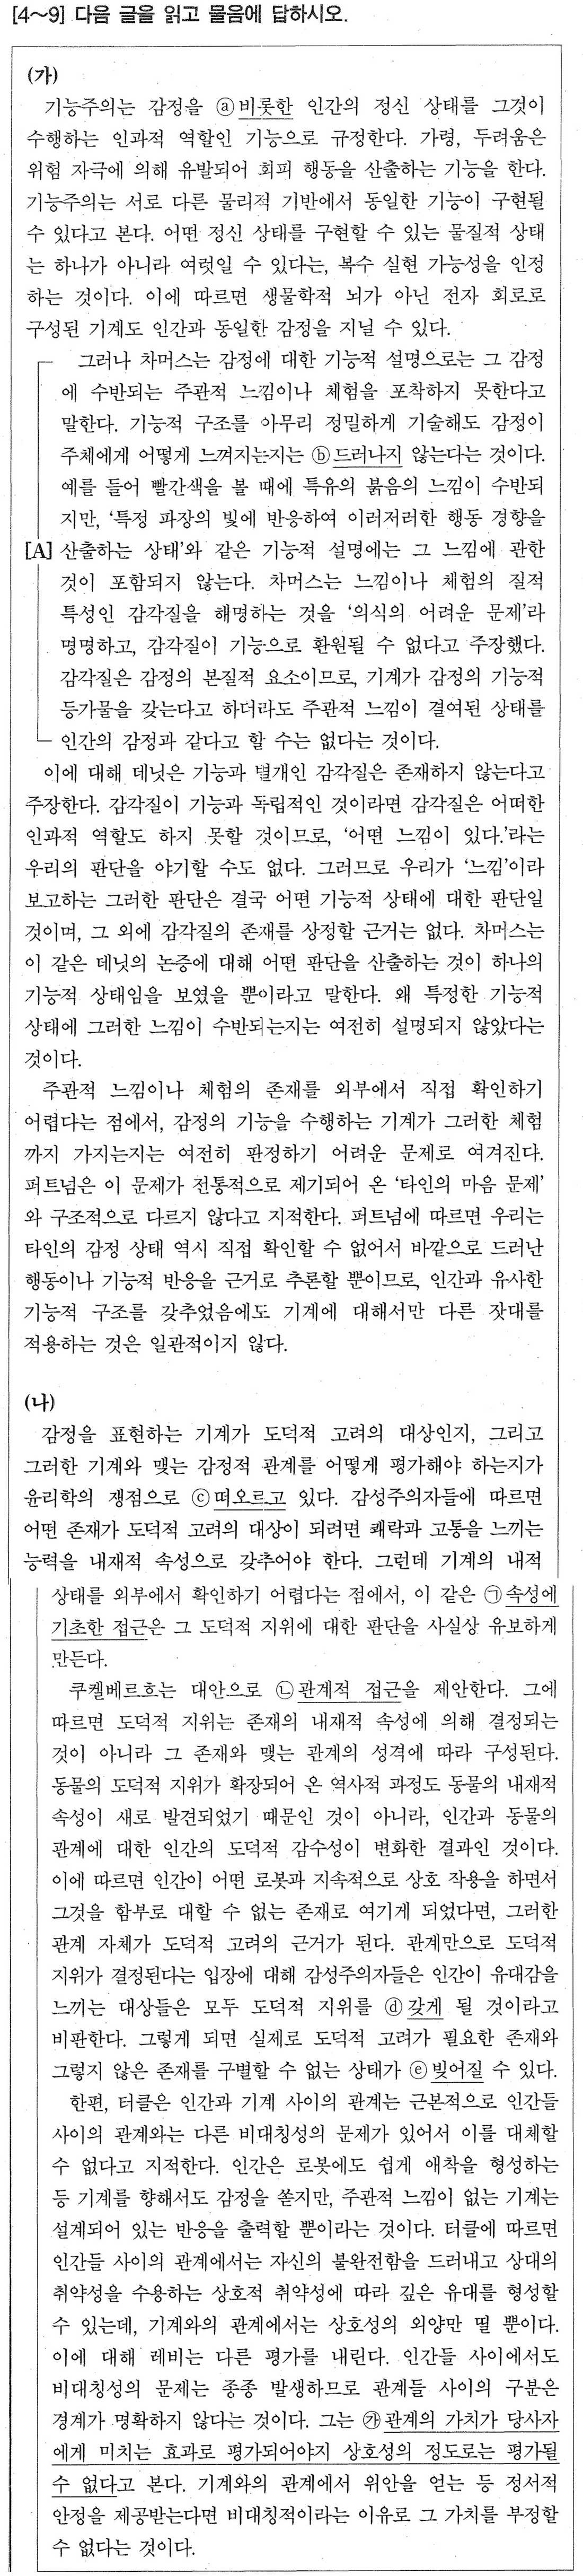 [4~9] 다음 글을 읽고 물음에 답하시오.
(가)
기능주의는 감정을 ⓐ비롯한 인간의 정신 상태를 그것이
수행하는 인과적 역할인 기능으로 규정한다. 가령, 두려움은
위험 자극에 의해 유발되어 회피 행동을 산출하는 기능을 한다.
기능주의는 서로 다른 물리적 기반에서 동일한 기능이 구현될
수 있다고 본다. 어떤 정신 상태를 구현할 수 있는 물질적 상태
는 하나가 아니라 여럿일 수 있다는, 복수 실현 가능성을 인정
하는 것이다. 이에 따르면 생물학적 뇌가 아닌 전자 회로로
구성된 기계도 인간과 동일한 감정을 지닐 수 있다.
그러나 차머스는 감정에 대한 기능적 설명으로는 그 감정
에 수반되는 주관적 느낌이나 체험을 포착하지 못한다고
말한다. 기능적 구조를 아무리 정밀하게 기술해도 감정이
주체에게 어떻게 느껴지는지는 ⓑ드러나지 않는다는 것이다.
예를 들어 빨간색을 볼 때에 특유의 붉음의 느낌이 수반되
지만, ‘특정 파장의 빛에 반응하여 이러저러한 행동 경향을
[A] 산출하는 상태’와 같은 기능적 설명에는 그 느낌에 관한
것이 포함되지 않는다. 차머스는 느낌이나 체험의 질적
특성인 감각질을 해명하는 것을 ‘의식의 어려운 문제’라
명명하고, 감각질이 기능으로 환원될 수 없다고 주장했다.
감각질은 감정의 본질적 요소이므로, 기계가 감정의 기능적
등가물을 갖는다고 하더라도 주관적 느낌이 결여된 상태를
인간의 감정과 같다고 할 수는 없다는 것이다.
이에 대해 데닛은 기능과 별개인 감각질은 존재하지 않는다고
주장한다. 감각질이 기능과 독립적인 것이라면 감각질은 어떠한
인과적 역할도 하지 못할 것이므로, ‘어떤 느낌이 있다.’라는
우리의 판단을 야기할 수도 없다. 그러므로 우리가 ‘느낌’이라
보고하는 그러한 판단은 결국 어떤 기능적 상태에 대한 판단일
것이며, 그 외에 감각질의 존재를 상정할 근거는 없다. 차머스는
이 같은 데닛의 논증에 대해 어떤 판단을 산출하는 것이 하나의
기능적 상태임을 보였을 뿐이라고 말한다. 왜 특정한 기능적
상태에 그러한 느낌이 수반되는지는 여전히 설명되지 않았다는
것이다.
주관적 느낌이나 체험의 존재를 외부에서 직접 확인하기
어렵다는 점에서, 감정의 기능을 수행하는 기계가 그러한 체험
까지 가지는지는 여전히 판정하기 어려운 문제로 여겨진다.
퍼트넘은 이 문제가 전통적으로 제기되어 온 ‘타인의 마음 문제’
와 구조적으로 다르지 않다고 지적한다. 퍼트넘에 따르면 우리는
타인의 감정 상태 역시 직접 확인할 수 없어서 바깥으로 드러난
행동이나 기능적 반응을 근거로 추론할 뿐이므로, 인간과 유사한
기능적 구조를 갖추었음에도 기계에 대해서만 다른 잣대를
적용하는 것은 일관적이지 않다.
(나)
감정을 표현하는 기계가 도덕적 고려의 대상인지, 그리고
그러한 기계와 맺는 감정적 관계를 어떻게 평가해야 하는지가
윤리학의 쟁점으로 ⓒ떠오르고 있다. 감성주의자들에 따르면
어떤 존재가 도덕적 고려의 대상이 되려면 쾌락과 고통을 느끼는
능력을 내재적 속성으로 갖추어야 한다. 그런데 기계의 내적
상태를 외부에서 확인하기 어렵다는 점에서, 이 같은 ㉠속성에
기초한 접근은 그 도덕적 지위에 대한 판단을 사실상 유보하게
만든다.
쿠켈베르흐는 대안으로 ㉡관계적 접근을 제안한다. 그에
따르면 도덕적 지위는 존재의 내재적 속성에 의해 결정되는
것이 아니라 그 존재와 맺는 관계의 성격에 따라 구성된다.
동물의 도덕적 지위가 확장되어 온 역사적 과정도 동물의 내재적
속성이 새로 발견되었기 때문인 것이 아니라, 인간과 동물의
관계에 대한 인간의 도덕적 감수성이 변화한 결과인 것이다.
이에 따르면 인간이 어떤 로봇과 지속적으로 상호 작용을 하면서
그것을 함부로 대할 수 없는 존재로 여기게 되었다면, 그러한
관계 자체가 도덕적 고려의 근거가 된다. 관계만으로 도덕적
지위가 결정된다는 입장에 대해 감성주의자들은 인간이 유대감을
느끼는 대상들은 모두 도덕적 지위를 ⓓ갖게 될 것이라고
비판한다. 그렇게 되면 실제로 도덕적 고려가 필요한 존재와
그렇지 않은 존재를 구별할 수 없는 상태가 ⓔ빚어질 수 있다.
한편, 터클은 인간과 기계 사이의 관계는 근본적으로 인간들
사이의 관계와는 다른 비대칭성의 문제가 있어서 이를 대체할
수 없다고 지적한다. 인간은 로봇에도 쉽게 애착을 형성하는
등 기계를 향해서도 감정을 쏟지만, 주관적 느낌이 없는 기계는
설계되어 있는 반응을 출력할 뿐이라는 것이다. 터클에 따르면
인간들 사이의 관계에서는 자신의 불완전함을 드러내고 상대의
취약성을 수용하는 상호적 취약성에 따라 깊은 유대를 형성할
수 있는데, 기계와의 관계에서는 상호성의 외양만 띨 뿐이다.
이에 대해 레비는 다른 평가를 내린다. 인간들 사이에서도
비대칭성의 문제는 종종 발생하므로 관계들 사이의 구분은
경계가 명확하지 않다는 것이다. 그는 ㉮관계의 가치가 당사자
에게 미치는 효과로 평가되어야지 상호성의 정도로는 평가될
수 없다고 본다. 기계와의 관계에서 위안을 얻는 등 정서적
안정을 제공받는다면 비대칭적이라는 이유로 그 가치를 부정할
수 없다는 것이다.